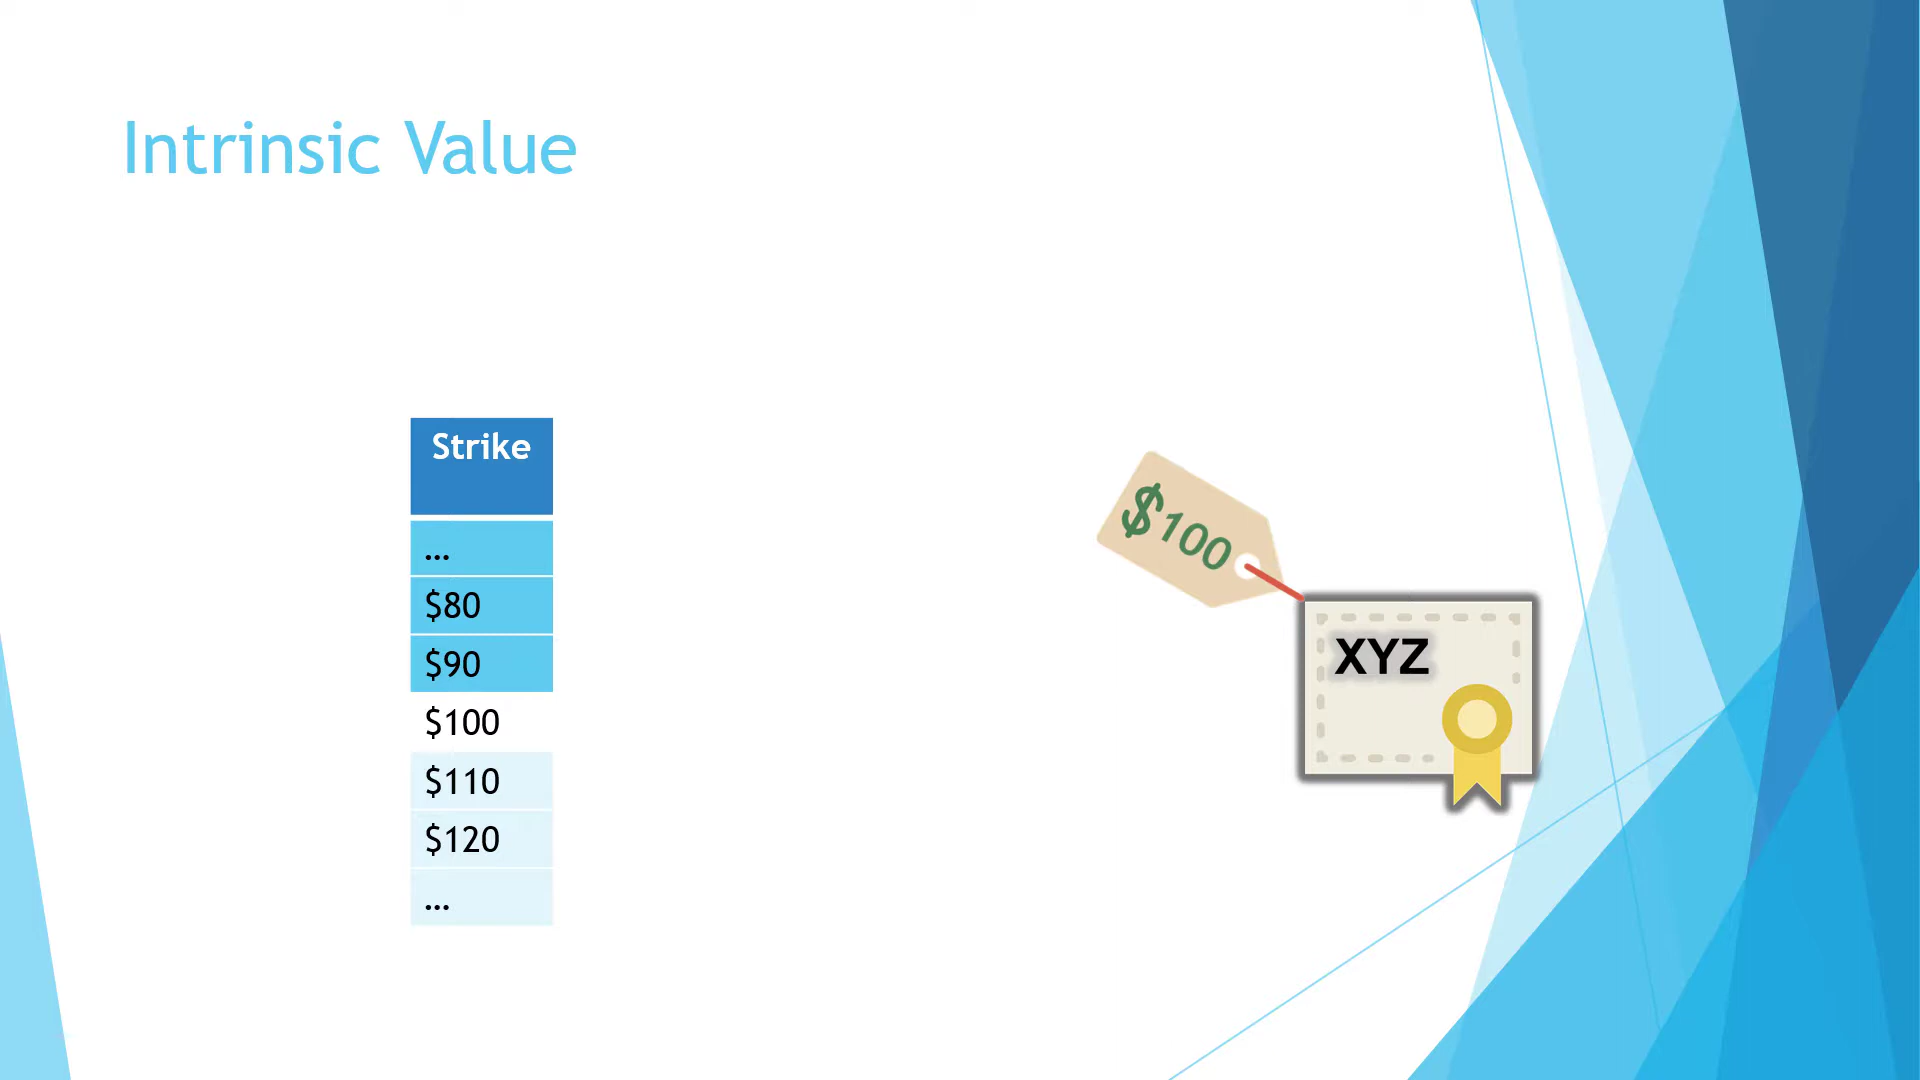 Intrinsic Value
Strike
...
$80
$90
$100
$110
$120
...
$100
XYZ